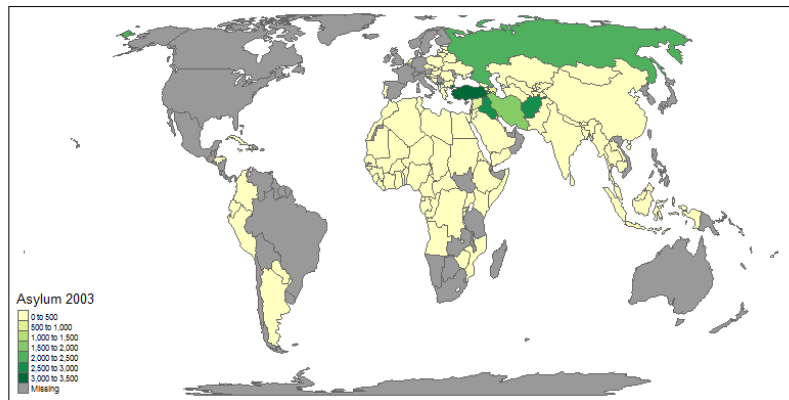 Asylum 2003
0 to 500
500 to 1,000
1,000 to 1,500
1,500 to 2,000
2,000 to 2,500
2,500 to 3,000
3,000 to 3,500
Missing